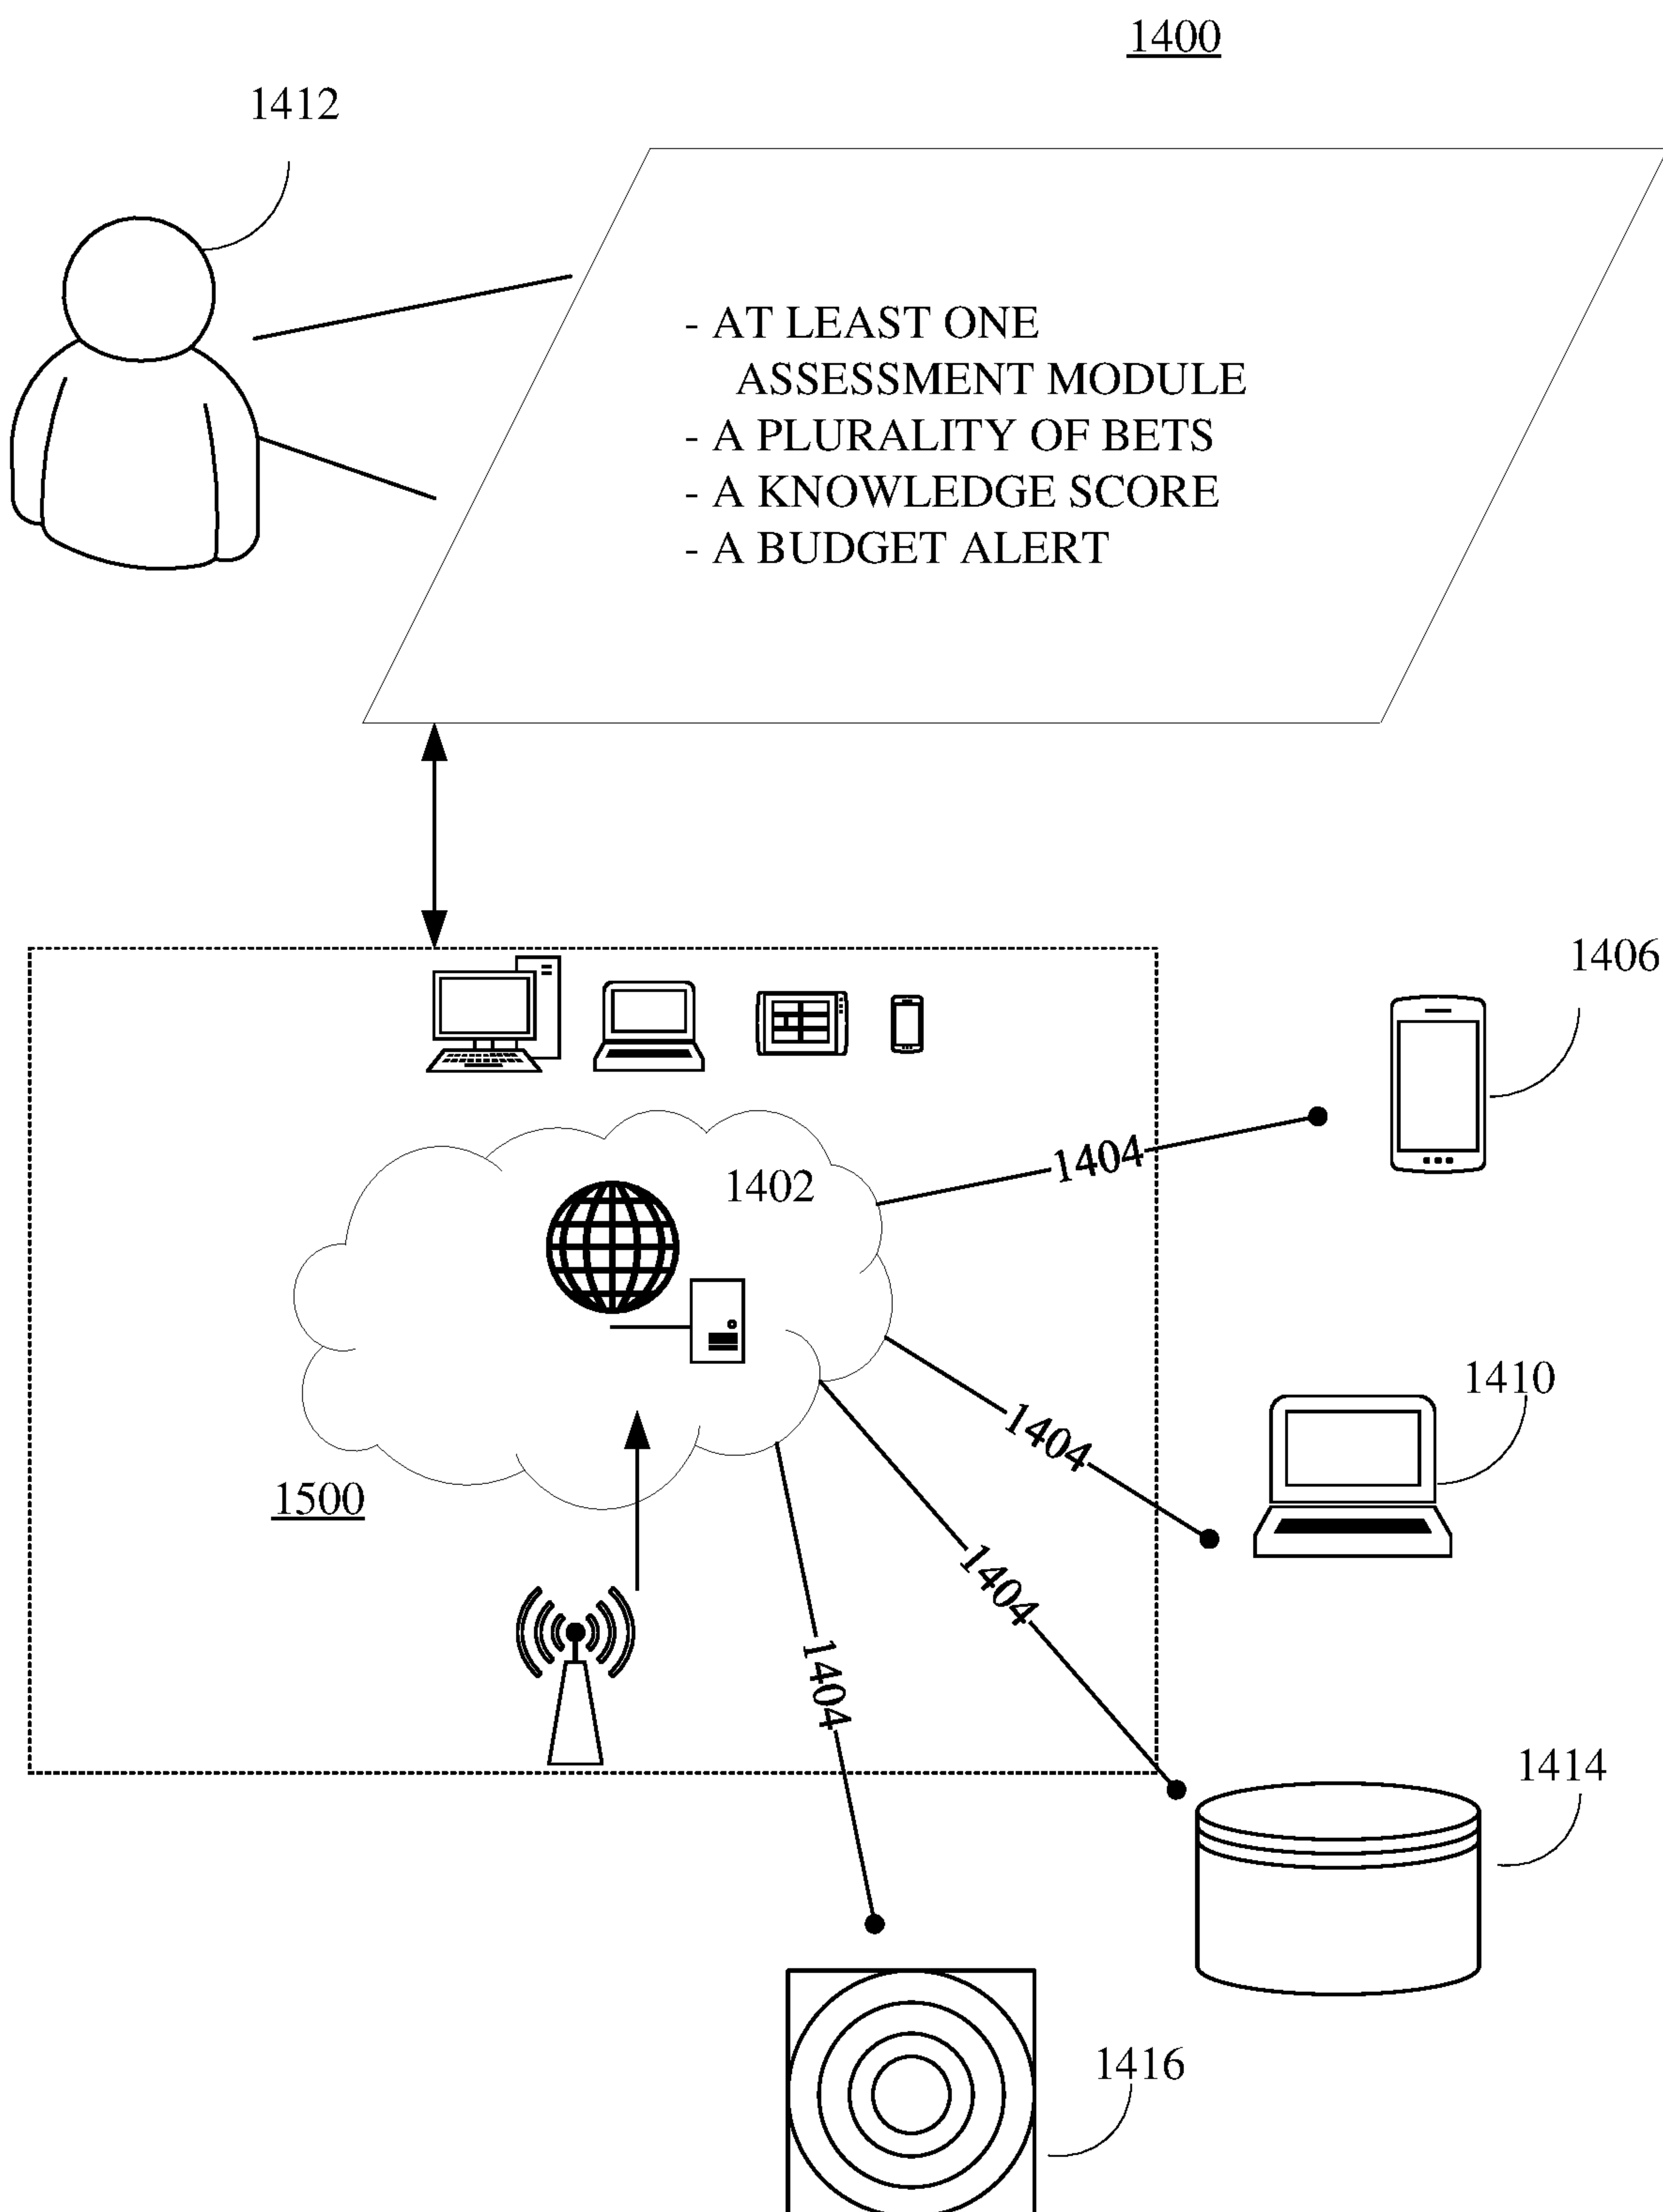 1400
1412
- AT LEAST ONE
ASSESSMENT MODULE
- A PLURALITY OF BETS
- A KNOWLEDGE SCORE
- A BUDGET ALERT
1406
1404
1402
1410
1404
1500
1404
1404
1414
1416